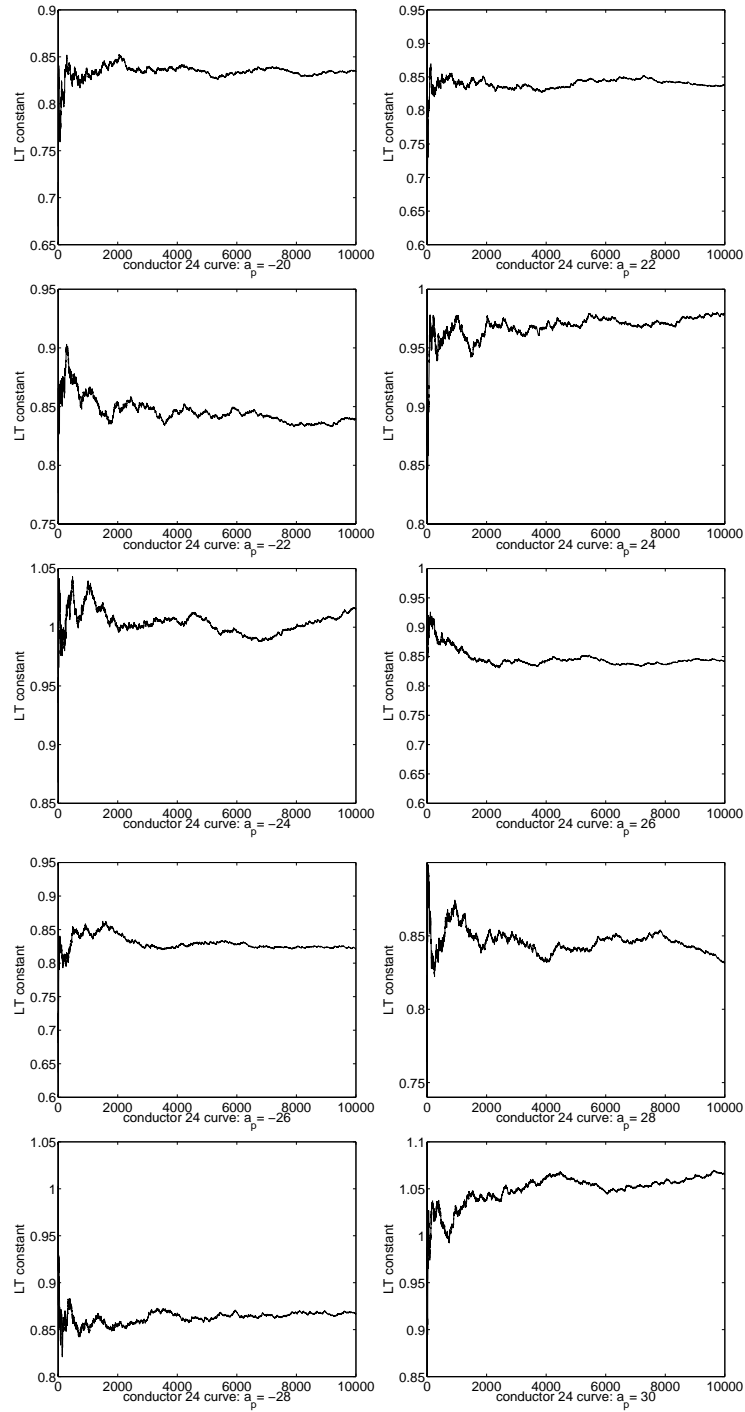 0.9
0.85
0.8
0.75
0.7
0.65
LT constant
0 2000 4000 6000 8000 10000
conductor 24 curve: a_p = −20
0.95
0.9
0.85
0.8
0.75
0.7
0.65
0.6
LT constant
0 2000 4000 6000 8000 10000
conductor 24 curve: a_p = 22
0.95
0.9
0.85
0.8
0.75
LT constant
0 2000 4000 6000 8000 10000
conductor 24 curve: a_p = −22
1
0.95
0.9
0.85
0.8
LT constant
0 2000 4000 6000 8000 10000
conductor 24 curve: a_p = 24
1.05
1
0.95
0.9
0.85
LT constant
0 2000 4000 6000 8000 10000
conductor 24 curve: a_p = −24
1
0.95
0.9
0.85
0.8
0.75
0.7
0.65
0.6
LT constant
0 2000 4000 6000 8000 10000
conductor 24 curve: a_p = 26
0.95
0.9
0.85
0.8
0.75
0.7
0.65
0.6
LT constant
0 2000 4000 6000 8000 10000
conductor 24 curve: a_p = −26
0.85
0.8
0.75
LT constant
0 2000 4000 6000 8000 10000
conductor 24 curve: a_p = 28
1.05
1
0.95
0.9
0.85
0.8
LT constant
0 2000 4000 6000 8000 10000
conductor 24 curve: a_p = −28
1.1
1.05
1
0.95
0.9
0.85
LT constant
0 2000 4000 6000 8000 10000
conductor 24 curve: a_p = 30